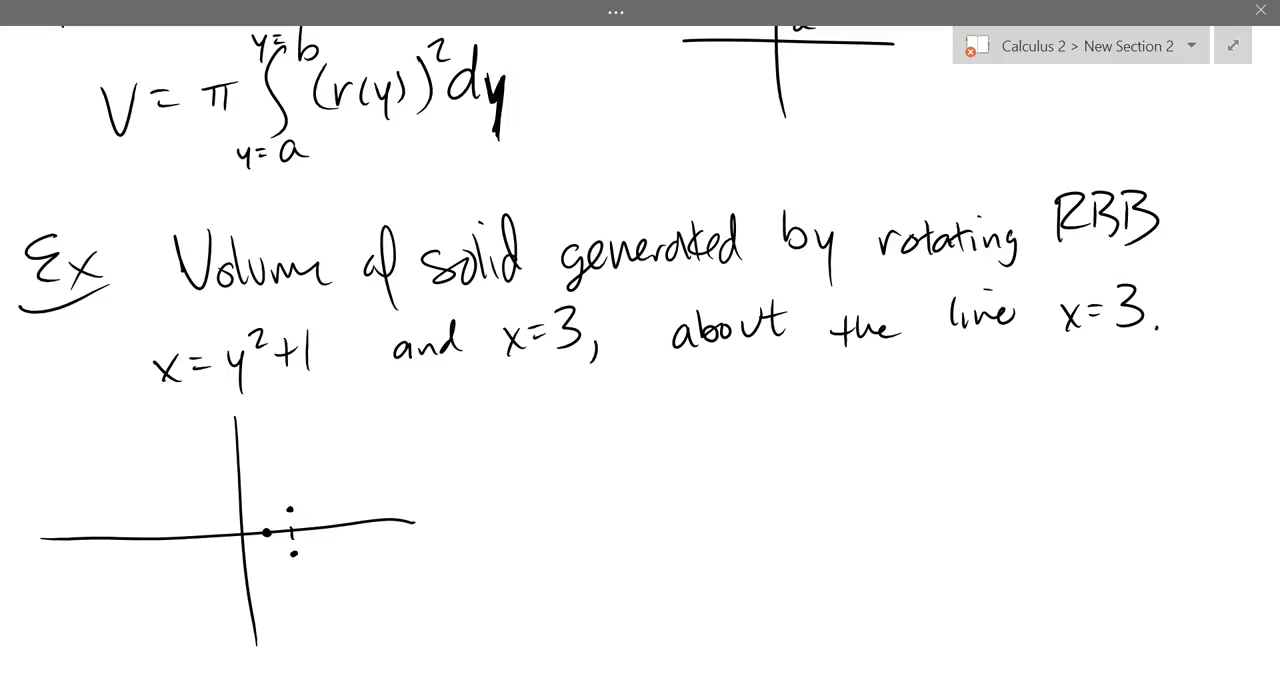 ...
Calculus 2 > New Section 2
y=b
V = π ∫ (r(y))² dy
y=a
Ex Volume of solid generated by rotating RBB
x = y² + 1 and x = 3, about the line x = 3.